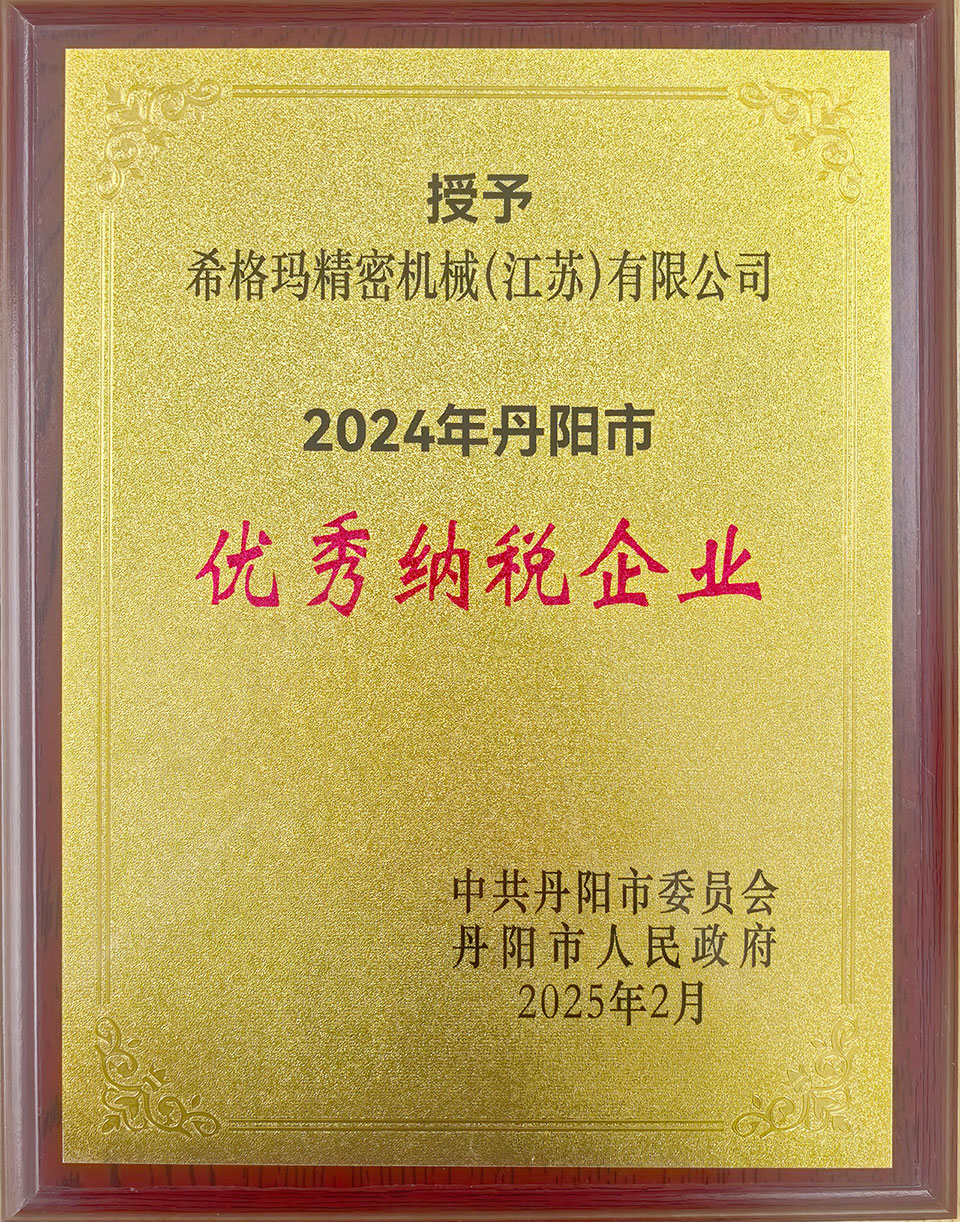 授予
希格玛精密机械(江苏)有限公司
2024年丹阳市
优秀纳税企业
中共丹阳市委员会
丹阳市人民政府
2025年2月